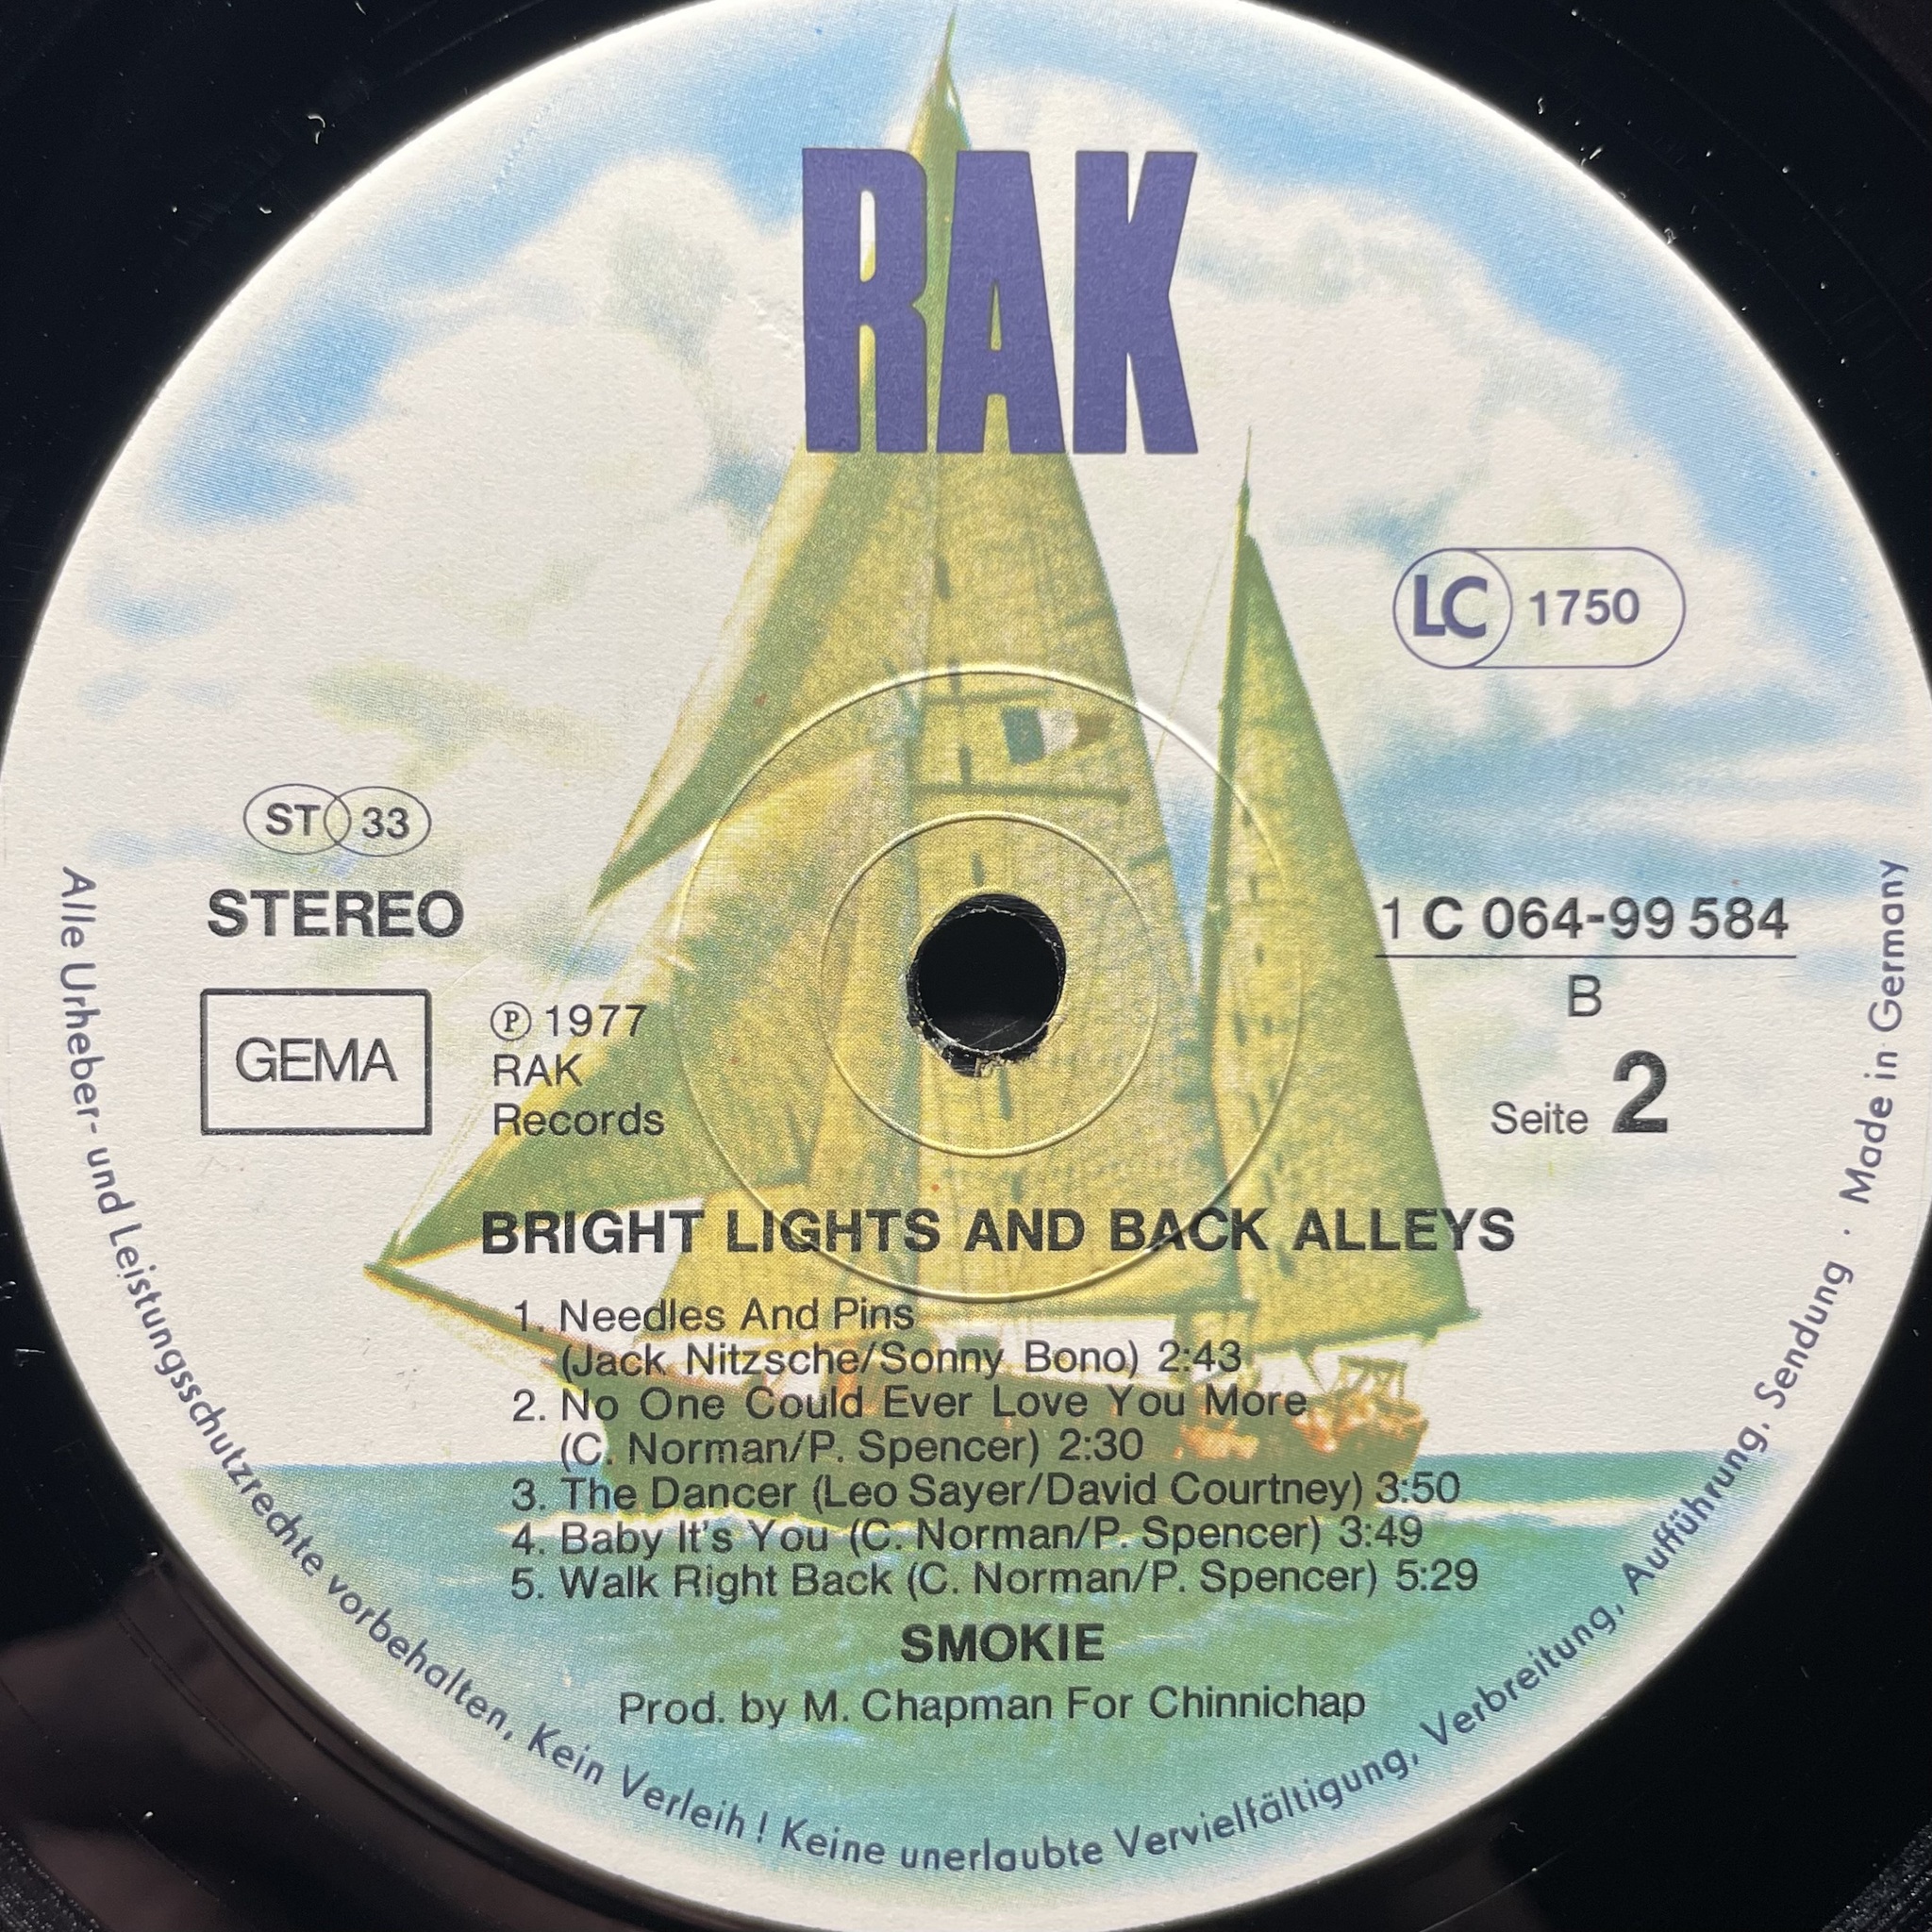 RAK
LC 1750
ST 33
STEREO
GEMA
℗ 1977
RAK
Records
1 C 064-99 584
B
Seite 2
BRIGHT LIGHTS AND BACK ALLEYS
1. Needles And Pins
(Jack Nitzsche/Sonny Bono) 2:43
2. No One Could Ever Love You More
(C. Norman/P. Spencer) 2:30
3. The Dancer (Leo Sayer/David Courtney) 3:50
4. Baby It's You (C. Norman/P. Spencer) 3:49
5. Walk Right Back (C. Norman/P. Spencer) 5:29
SMOKIE
Prod. by M. Chapman For Chinnichap
Alle Urheber- und Leistungsschutzrechte vorbehalten, Kein Verleih! Keine unerlaubte Vervielfältigung, Verbreitung, Aufführung, Sendung · Made in Germany